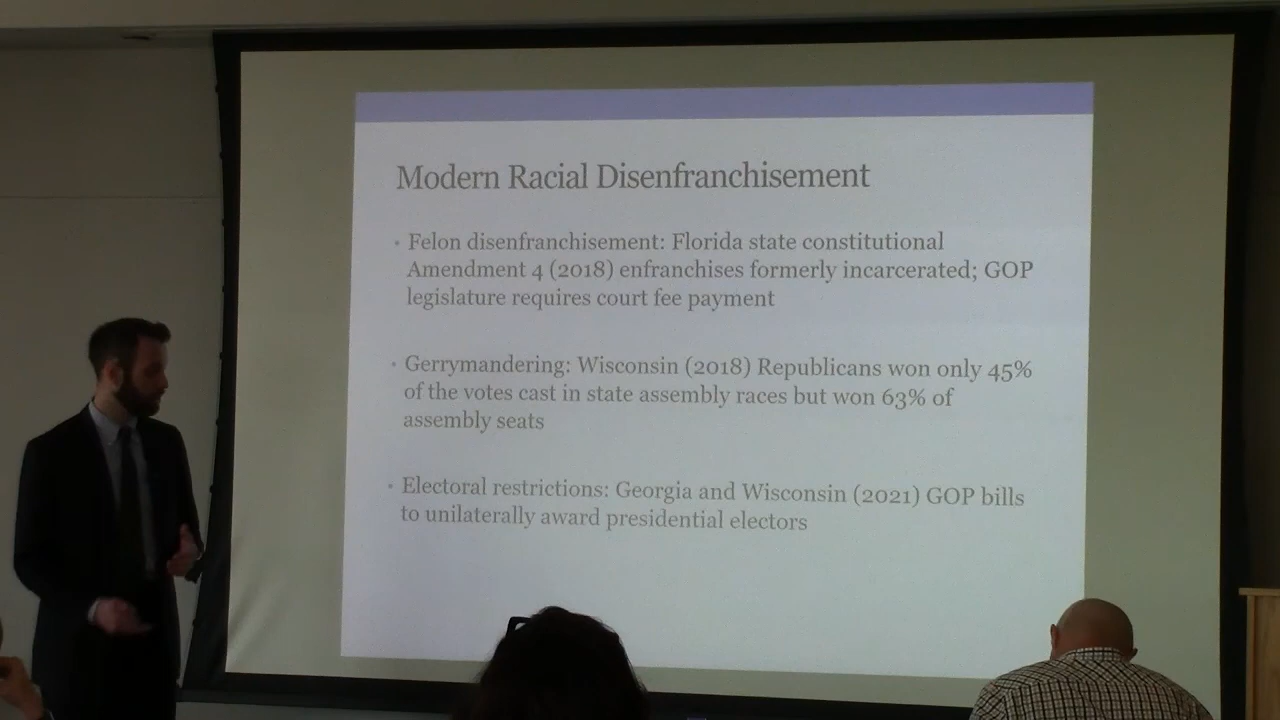 Modern Racial Disenfranchisement
• Felon disenfranchisement: Florida state constitutional
Amendment 4 (2018) enfranchises formerly incarcerated; GOP
legislature requires court fee payment
• Gerrymandering: Wisconsin (2018) Republicans won only 45%
of the votes cast in state assembly races but won 63% of
assembly seats
• Electoral restrictions: Georgia and Wisconsin (2021) GOP bills
to unilaterally award presidential electors